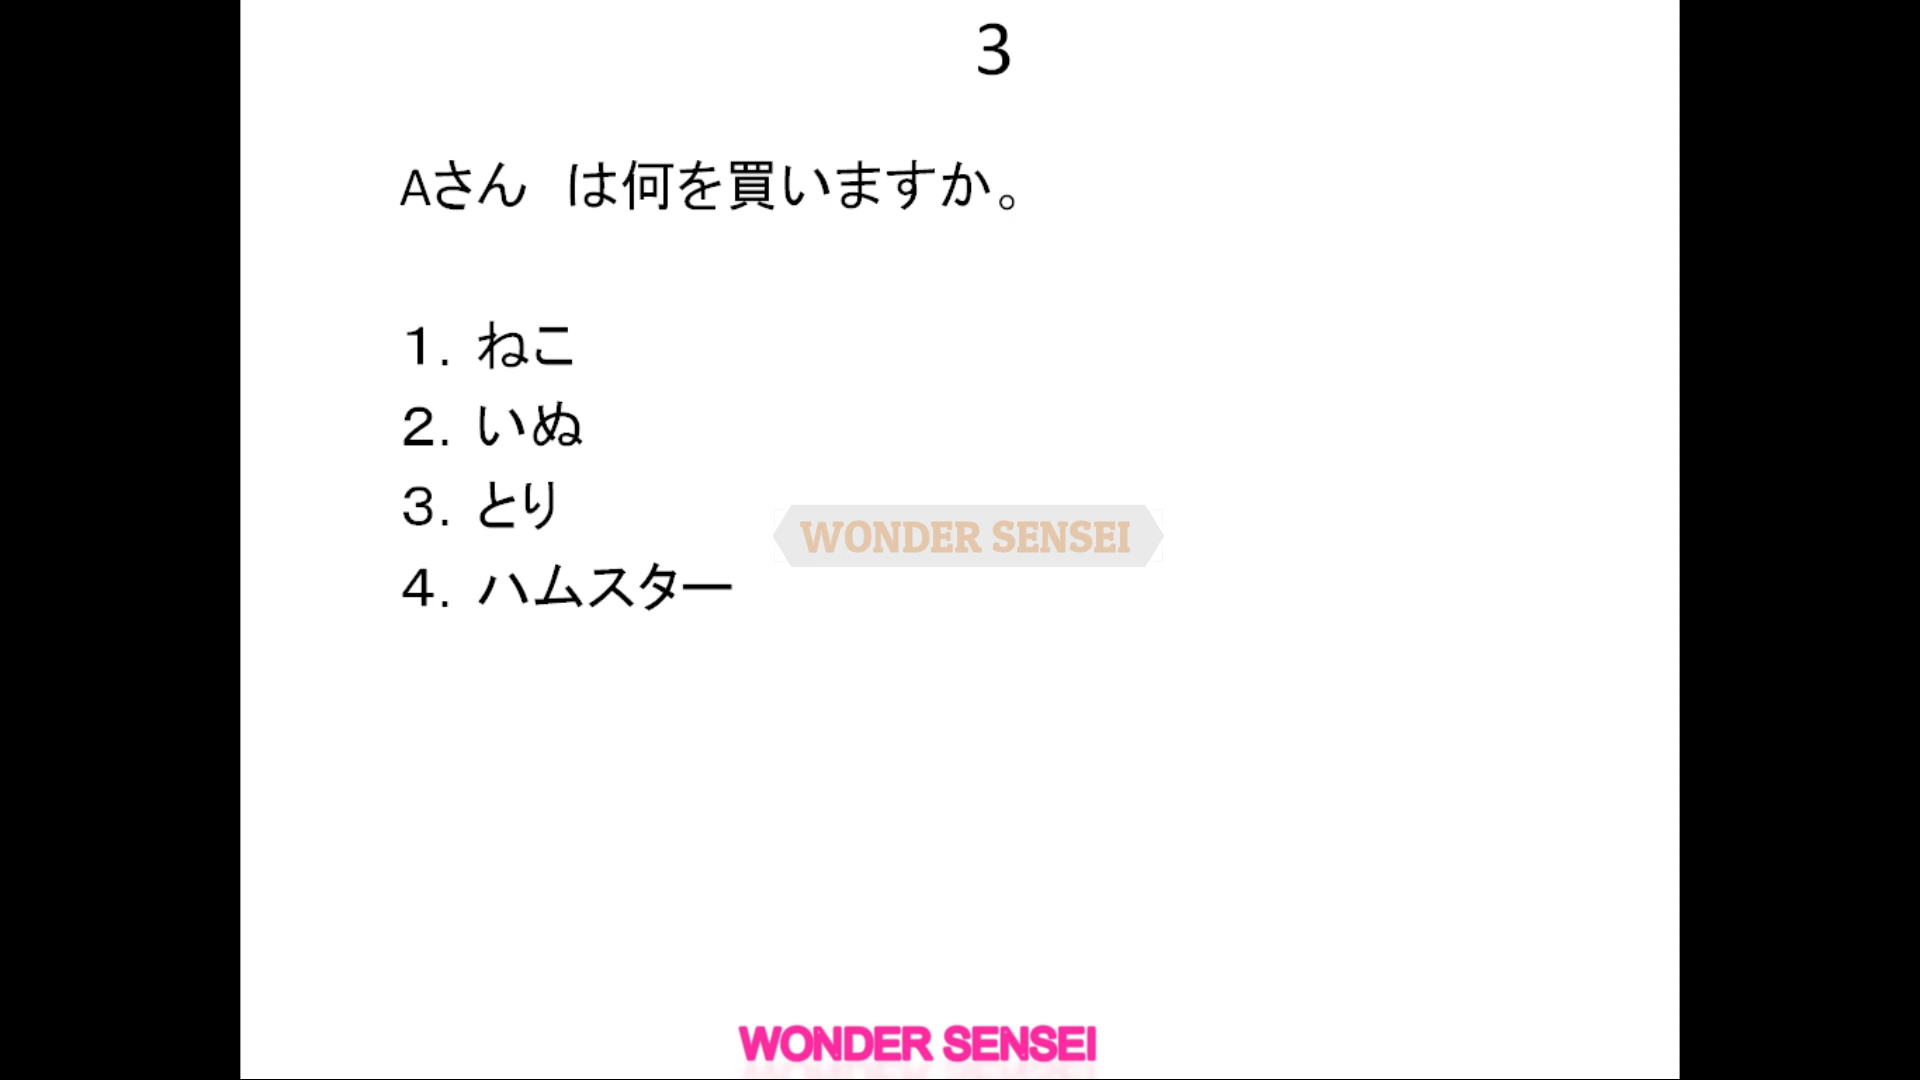 3
Aさん　は何を買いますか。
１．ねこ
２．いぬ
３．とり
４．ハムスター
WONDER SENSEI
WONDER SENSEI